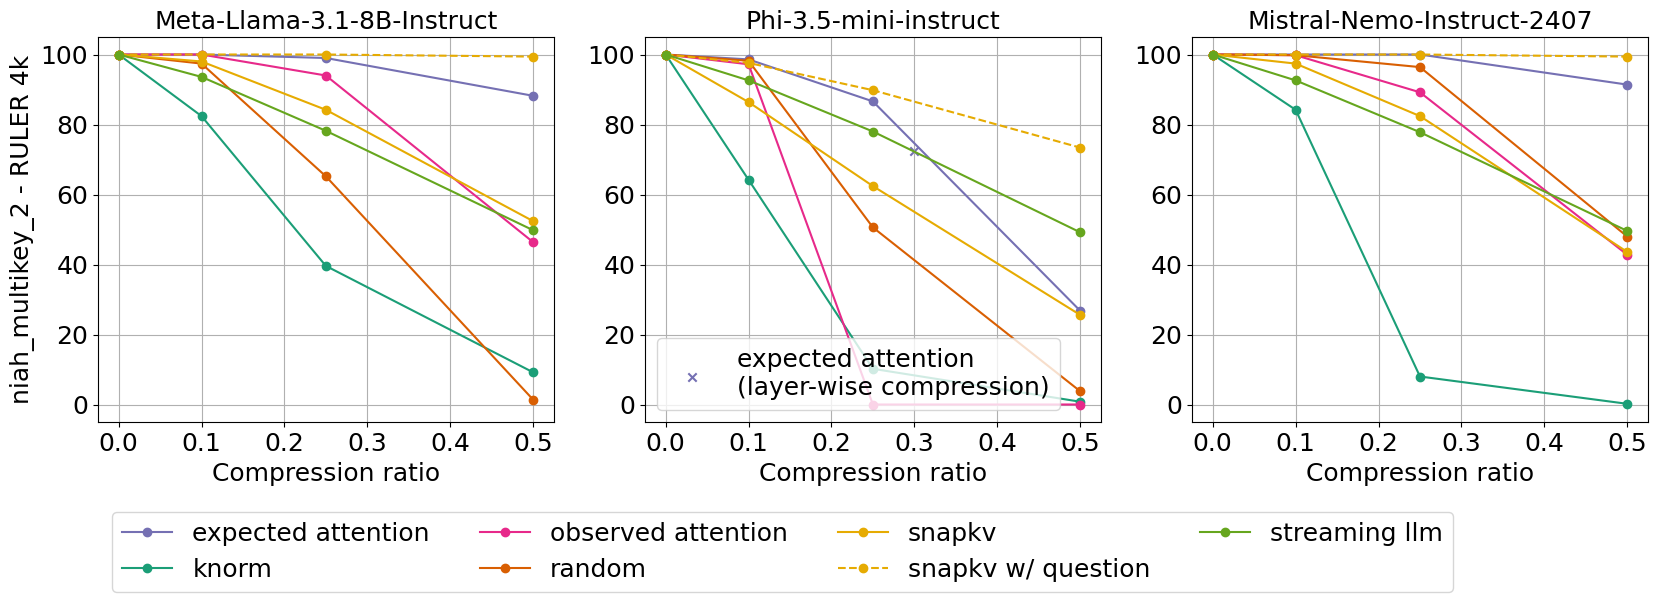 Meta-Llama-3.1-8B-Instruct
Phi-3.5-mini-instruct
Mistral-Nemo-Instruct-2407
niah_multikey_2 - RULER 4k
100
80
60
40
20
0
0.0 0.1 0.2 0.3 0.4 0.5
Compression ratio
100
80
60
40
20
0
expected attention
(layer-wise compression)
0.0 0.1 0.2 0.3 0.4 0.5
Compression ratio
100
80
60
40
20
0
0.0 0.1 0.2 0.3 0.4 0.5
Compression ratio
expected attention
knorm
observed attention
random
snapkv
snapkv w/ question
streaming llm